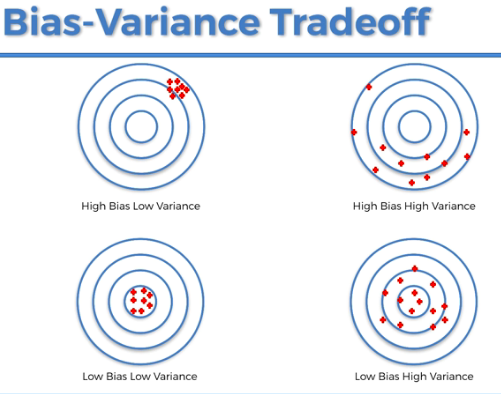 Bias-Variance Tradeoff
High Bias Low Variance
High Bias High Variance
Low Bias Low Variance
Low Bias High Variance